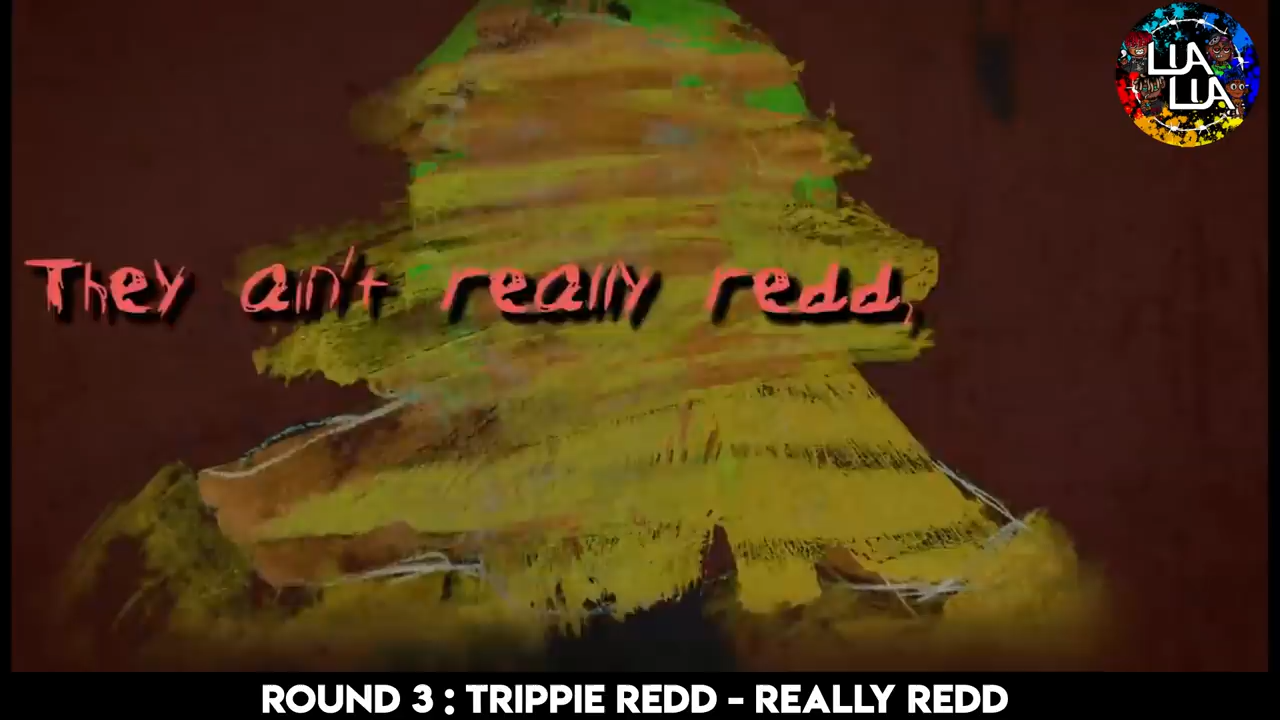 LUA
LUA
They ain't really redd,
ROUND 3 : TRIPPIE REDD - REALLY REDD